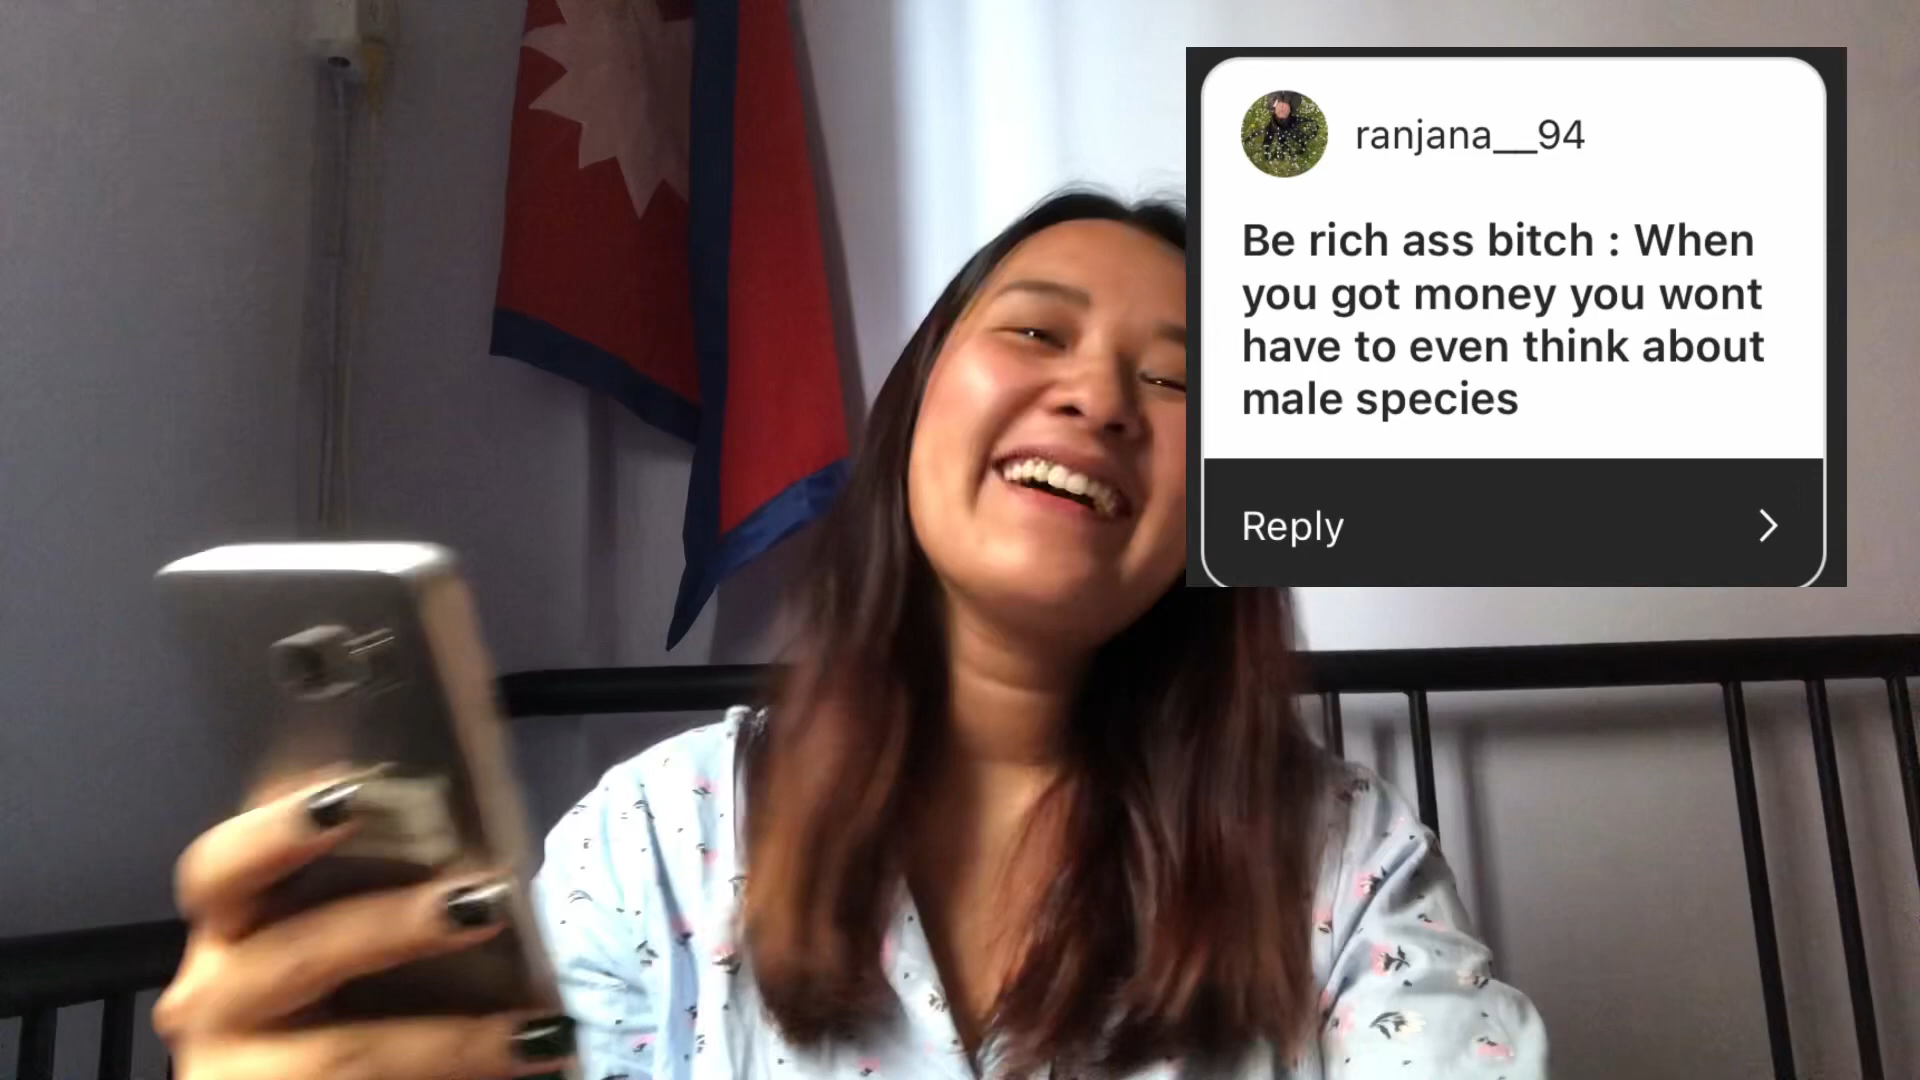 ranjana__94
Be rich ass bitch : When
you got money you wont
have to even think about
male species
Reply